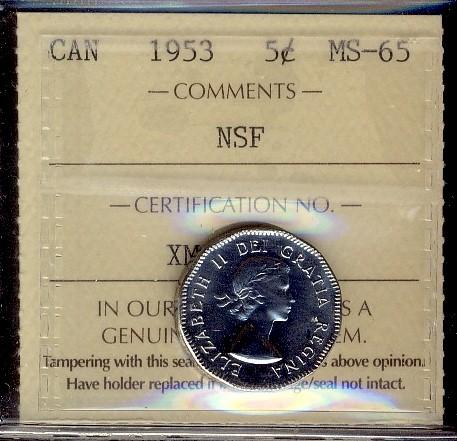 CAN 1953 5¢ MS-65
— COMMENTS —
NSF
— CERTIFICATION NO. —
XM
ELIZABETH II DEI GRATIA REGINA
IN OUR S A
GENUIN EM.
Tampering with this sea s above opinion.
Have holder replaced if ge/seal not intact.